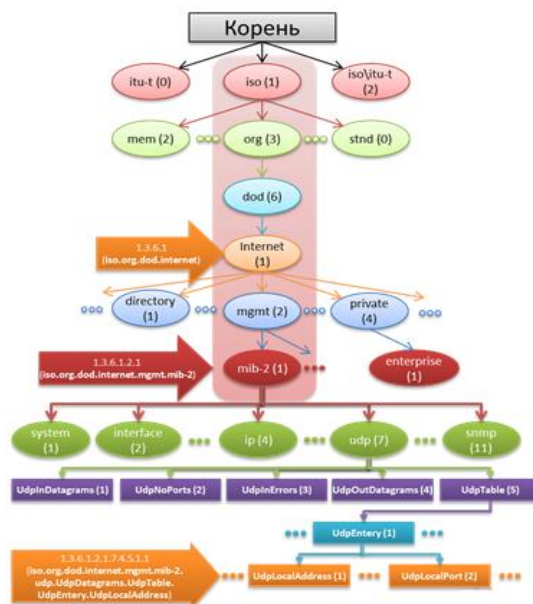 Корень
itu-t (0)
iso (1)
iso\itu-t
(2)
mem (2)
org (3)
stnd (0)
dod (6)
1.3.6.1
(iso.org.dod.internet)
Internet
(1)
directory
(1)
mgmt (2)
private
(4)
1.3.6.1.2.1
(iso.org.dod.internet.mgmt.mib-2)
mib-2 (1)
enterprise
(1)
system
(1)
interface
(2)
ip (4)
udp (7)
snmp
(11)
UdpInDatagrams (1)
UdpNoPorts (2)
UdpInErrors (3)
UdpOutDatagrams (4)
UdpTable (5)
UdpEntery (1)
1.3.6.1.2.1.7.4.5.1.1
(iso.org.dod.internet.mgmt.mib-2.
udp.UdpDatagrams.UdpTable.
UdpEntery.UdpLocalAddress)
UdpLocalAddress (1)
UdpLocalPort (2)